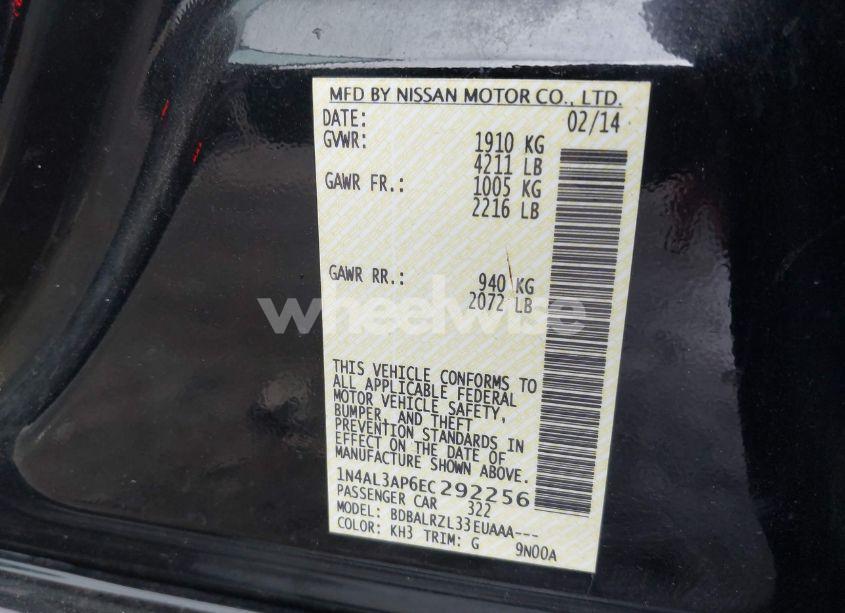 MFD BY NISSAN MOTOR CO., LTD.
DATE: 02/14
GVWR: 1910 KG
4211 LB
GAWR FR.: 1005 KG
2216 LB
GAWR RR.: 940 KG
2072 LB
wheelwise
THIS VEHICLE CONFORMS TO
ALL APPLICABLE FEDERAL
MOTOR VEHICLE SAFETY,
BUMPER, AND THEFT
PREVENTION STANDARDS IN
EFFECT ON THE DATE OF
MANUFACTURE SHOWN ABOVE.
1N4AL3AP6EC292256
PASSENGER CAR 322
MODEL: BDBALRZL33EUAAA---
COLOR: KH3 TRIM: G 9N00A